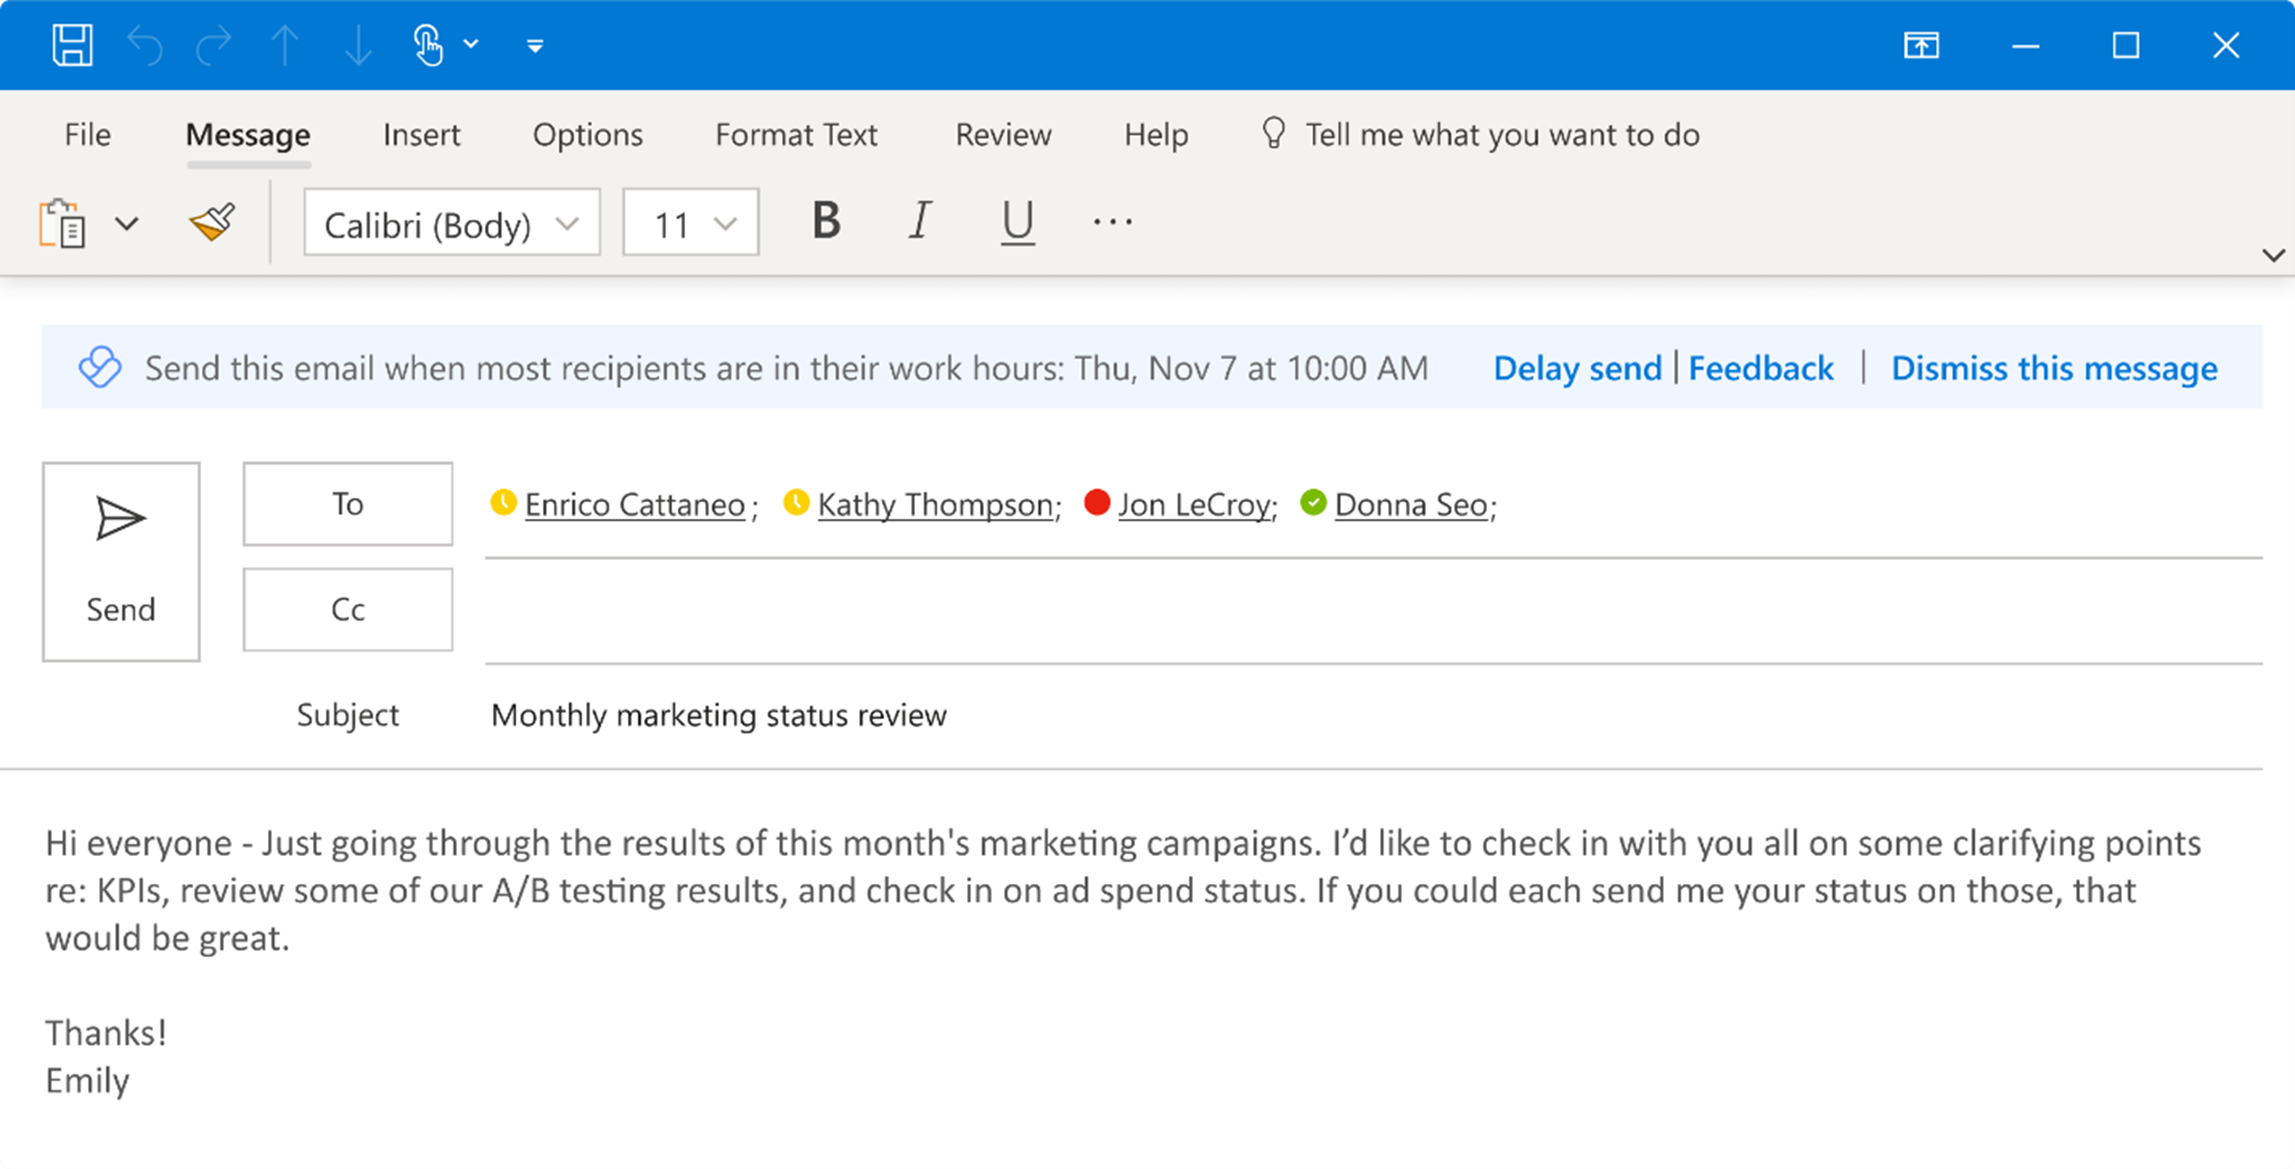 File Message Insert Options Format Text Review Help Tell me what you want to do
Calibri (Body) 11 B I U ...
Send this email when most recipients are in their work hours: Thu, Nov 7 at 10:00 AM Delay send | Feedback | Dismiss this message
To Enrico Cattaneo ; Kathy Thompson; Jon LeCroy; Donna Seo;
Send Cc
Subject Monthly marketing status review
Hi everyone - Just going through the results of this month's marketing campaigns. I’d like to check in with you all on some clarifying points
re: KPIs, review some of our A/B testing results, and check in on ad spend status. If you could each send me your status on those, that
would be great.
Thanks!
Emily